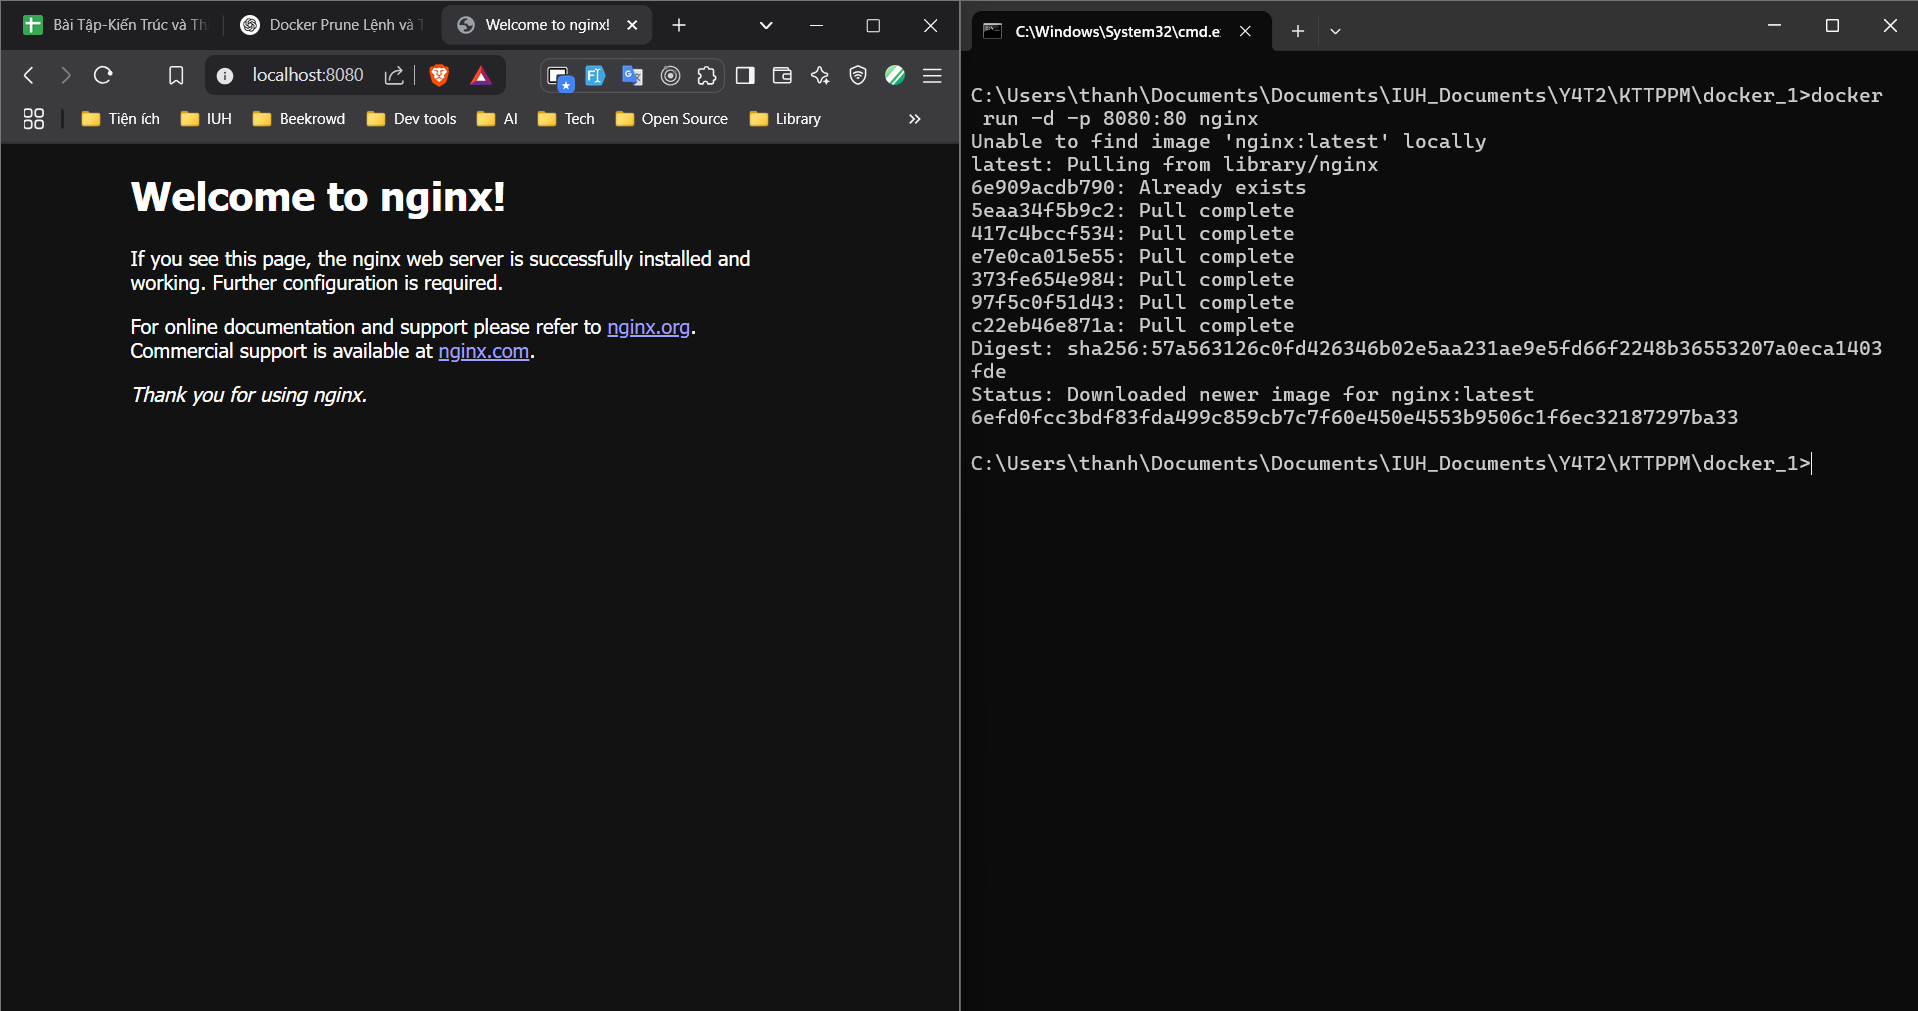 Bài Tập-Kiến Trúc và Th
Docker Prune Lệnh và
Welcome to nginx!
localhost:8080
Tiện ích
IUH
Beekrowd
Dev tools
AI
Tech
Open Source
Library
Welcome to nginx!
If you see this page, the nginx web server is successfully installed and
working. Further configuration is required.
For online documentation and support please refer to nginx.org.
Commercial support is available at nginx.com.
Thank you for using nginx.
C:\Windows\System32\cmd.e
C:\Users\thanh\Documents\Documents\IUH_Documents\Y4T2\KTTPPM\docker_1>docker
run -d -p 8080:80 nginx
Unable to find image 'nginx:latest' locally
latest: Pulling from library/nginx
6e909acdb790: Already exists
5eaa34f5b9c2: Pull complete
417c4bccf534: Pull complete
e7e0ca015e55: Pull complete
373fe654e984: Pull complete
97f5c0f51d43: Pull complete
c22eb46e871a: Pull complete
Digest: sha256:57a563126c0fd426346b02e5aa231ae9e5fd66f2248b36553207a0eca1403
fde
Status: Downloaded newer image for nginx:latest
6efd0fcc3bdf83fda499c859cb7c7f60e450e4553b9506c1f6ec32187297ba33
C:\Users\thanh\Documents\Documents\IUH_Documents\Y4T2\KTTPPM\docker_1>